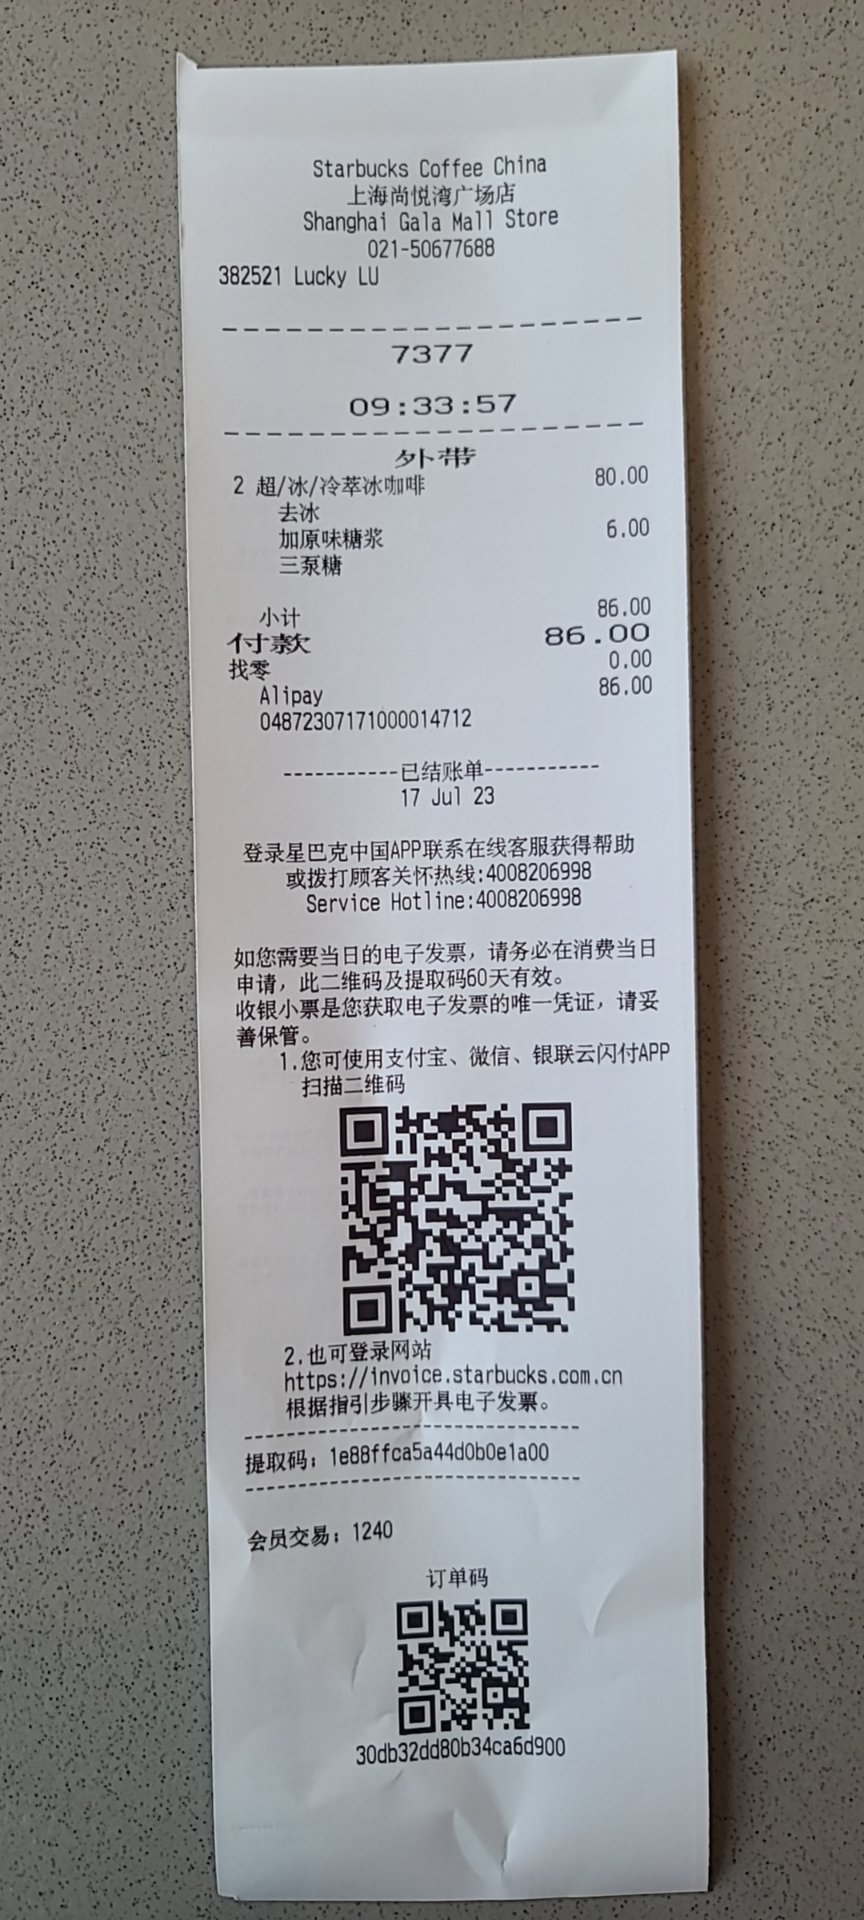 Starbucks Coffee China
上海尚悦湾广场店
Shanghai Gala Mall Store
021-50677688
382521 Lucky LU
7377
09:33:57
外带
2 超/冰/冷萃冰咖啡 80.00
去冰
加原味糖浆 6.00
三泵糖
小计 86.00
付款 86.00
找零 0.00
Alipay 86.00
04872307171000014712
-----------已结账单-----------
17 Jul 23
登录星巴克中国APP联系在线客服获得帮助
或拨打顾客关怀热线:4008206998
Service Hotline:4008206998
如您需要当日的电子发票，请务必在消费当日
申请，此二维码及提取码60天有效。
收银小票是您获取电子发票的唯一凭证，请妥
善保管。
1.您可使用支付宝、微信、银联云闪付APP
扫描二维码
2.也可登录网站
https://invoice.starbucks.com.cn
根据指引步骤开具电子发票。
提取码：1e88ffca5a44d0b0e1a00
会员交易：1240
订单码
30db32dd80b34ca6d900